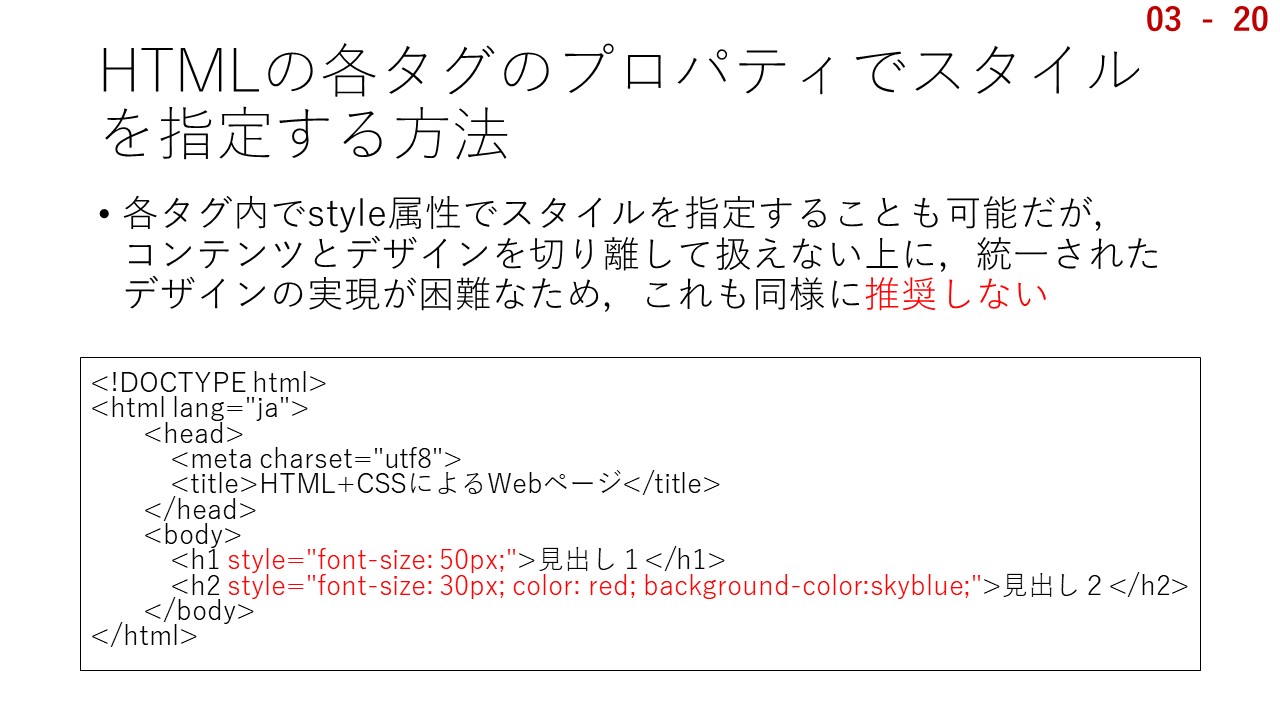 03 - 20
HTMLの各タグのプロパティでスタイル
を指定する方法
• 各タグ内でstyle属性でスタイルを指定することも可能だが，
コンテンツとデザインを切り離して扱えない上に，統一された
デザインの実現が困難なため，これも同様に推奨しない
<!DOCTYPE html>
<html lang="ja">
<head>
<meta charset="utf8">
<title>HTML+CSSによるWebページ</title>
</head>
<body>
<h1 style="font-size: 50px;">見出し１</h1>
<h2 style="font-size: 30px; color: red; background-color:skyblue;">見出し２</h2>
</body>
</html>